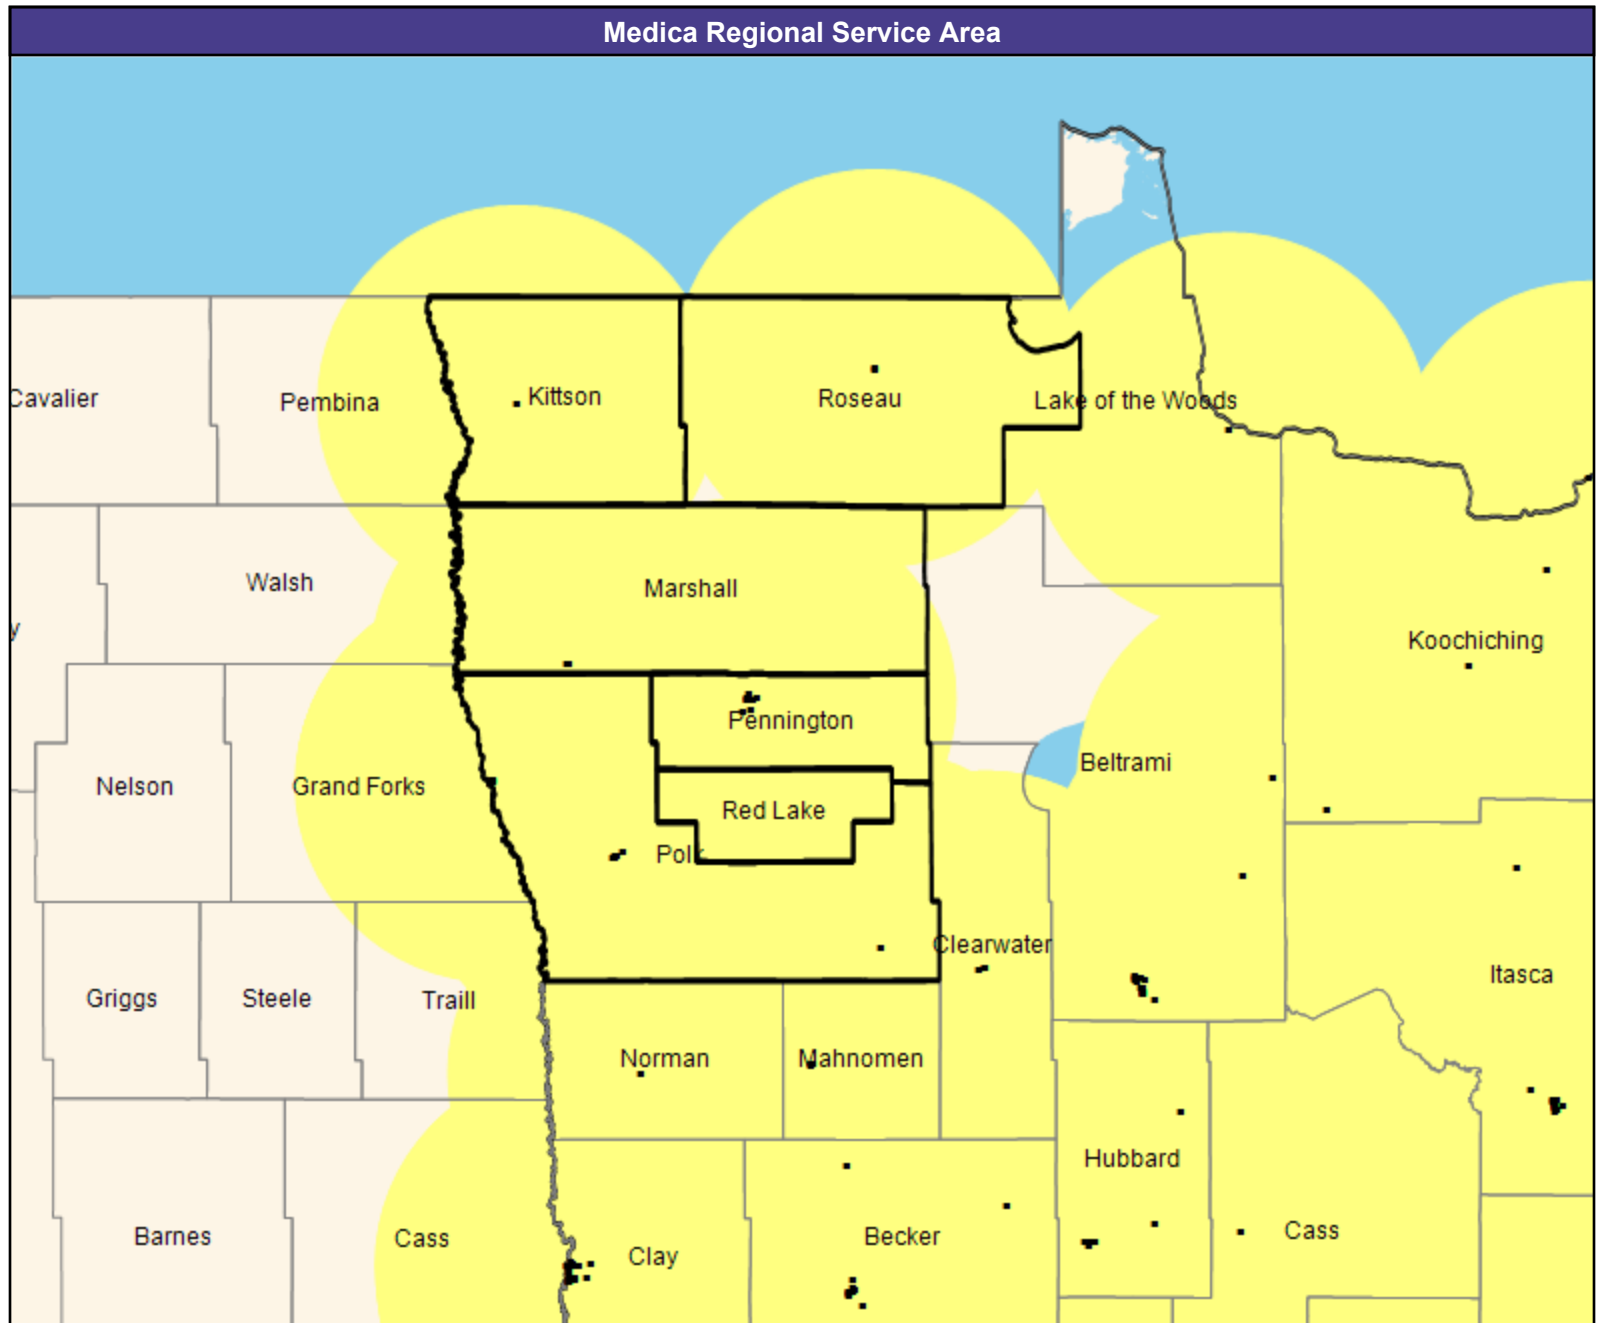 Medica Regional Service Area
Cavalier
Pembina
Kittson
Roseau
Lake of the Woods
Walsh
Marshall
y
Koochiching
Pennington
Nelson
Grand Forks
Red Lake
Beltrami
Polk
Clearwater
Griggs
Steele
Traill
Itasca
Norman
Mahnomen
Hubbard
Barnes
Cass
Clay
Becker
Cass